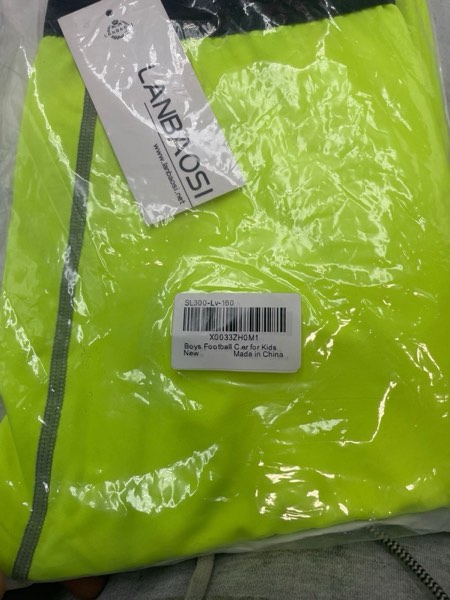 LANBAOSI
www.lanbaosi.net
SL300-Lv-160
X0033ZH0M1
Boys Football C.er for Kids
New. Made in China